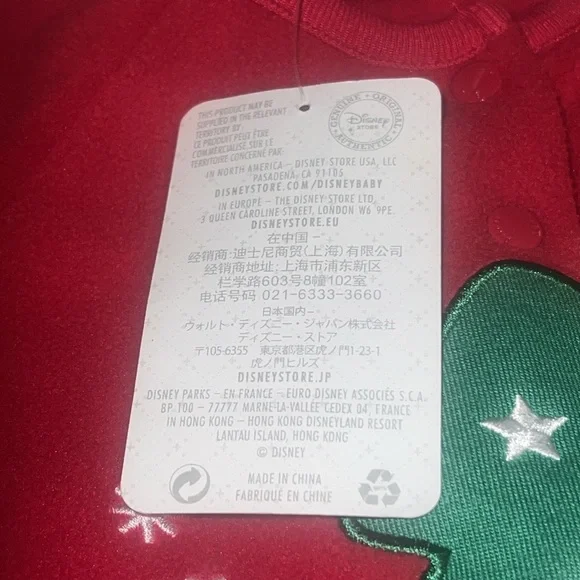 THIS PRODUCT MAY BE
SUPPLIED IN THE RELEVANT
TERRITORY BY:
CE PRODUIT PEUT ÊTRE
COMMERCIALISÉ SUR LE
TERRITOIRE CONCERNÉ PAR:
GENUINE • ORIGINAL •
Disney
STORE
AUTHENTIC
IN NORTH AMERICA – DISNEY STORE USA, LLC
PASADENA, CA 91105
DISNEYSTORE.COM/DISNEYBABY
IN EUROPE – THE DISNEY STORE LTD,
3 QUEEN CAROLINE STREET, LONDON W6 9PE.
DISNEYSTORE.EU
在中国 –
经销商:迪士尼商贸(上海)有限公司
经销商地址: 上海市浦东新区
栏学路603号8幢102室
电话号码 021-6333-3660
日本国内–
ウォルト・ディズニー・ジャパン株式会社
ディズニー・ストア
〒105-6355 東京都港区虎ノ門1-23-1
虎ノ門ヒルズ
DISNEYSTORE.JP
DISNEY PARKS – EN FRANCE – EURO DISNEY ASSOCIÉS S.C.A.
BP 100 – 77777 MARNE-LA-VALLÉE CEDEX 04, FRANCE
IN HONG KONG – HONG KONG DISNEYLAND RESORT
LANTAU ISLAND, HONG KONG
© DISNEY
MADE IN CHINA
FABRIQUÉ EN CHINE